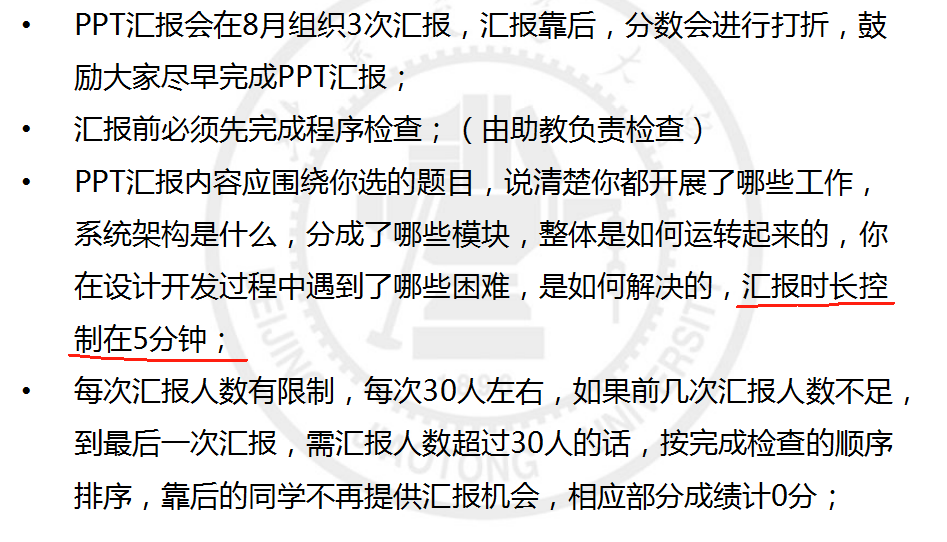 • PPT汇报会在8月组织3次汇报，汇报靠后，分数会进行打折，鼓
励大家尽早完成PPT汇报；
• 汇报前必须先完成程序检查；（由助教负责检查）
• PPT汇报内容应围绕你选的题目，说清楚你都开展了哪些工作，
系统架构是什么，分成了哪些模块，整体是如何运转起来的，你
在设计开发过程中遇到了哪些困难，是如何解决的，汇报时长控
制在5分钟；
• 每次汇报人数有限制，每次30人左右，如果前几次汇报人数不足，
到最后一次汇报，需汇报人数超过30人的话，按完成检查的顺序
排序，靠后的同学不再提供汇报机会，相应部分成绩计0分；
JIAOTONG UNIVERSITY